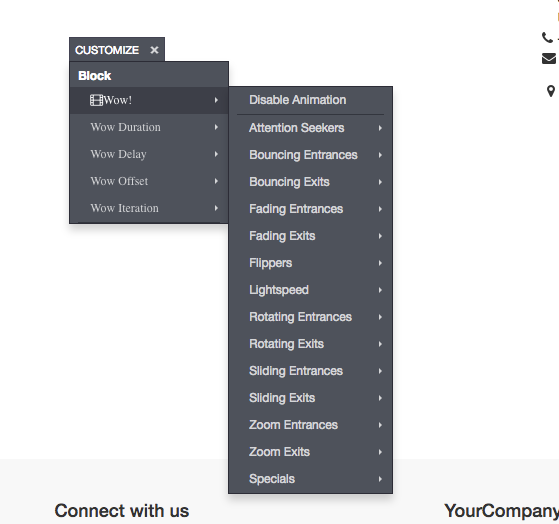 CUSTOMIZE ×
Block
Wow!
Wow Duration
Wow Delay
Wow Offset
Wow Iteration
Disable Animation
Attention Seekers
Bouncing Entrances
Bouncing Exits
Fading Entrances
Fading Exits
Flippers
Lightspeed
Rotating Entrances
Rotating Exits
Sliding Entrances
Sliding Exits
Zoom Entrances
Zoom Exits
Specials
Connect with us
YourCompany